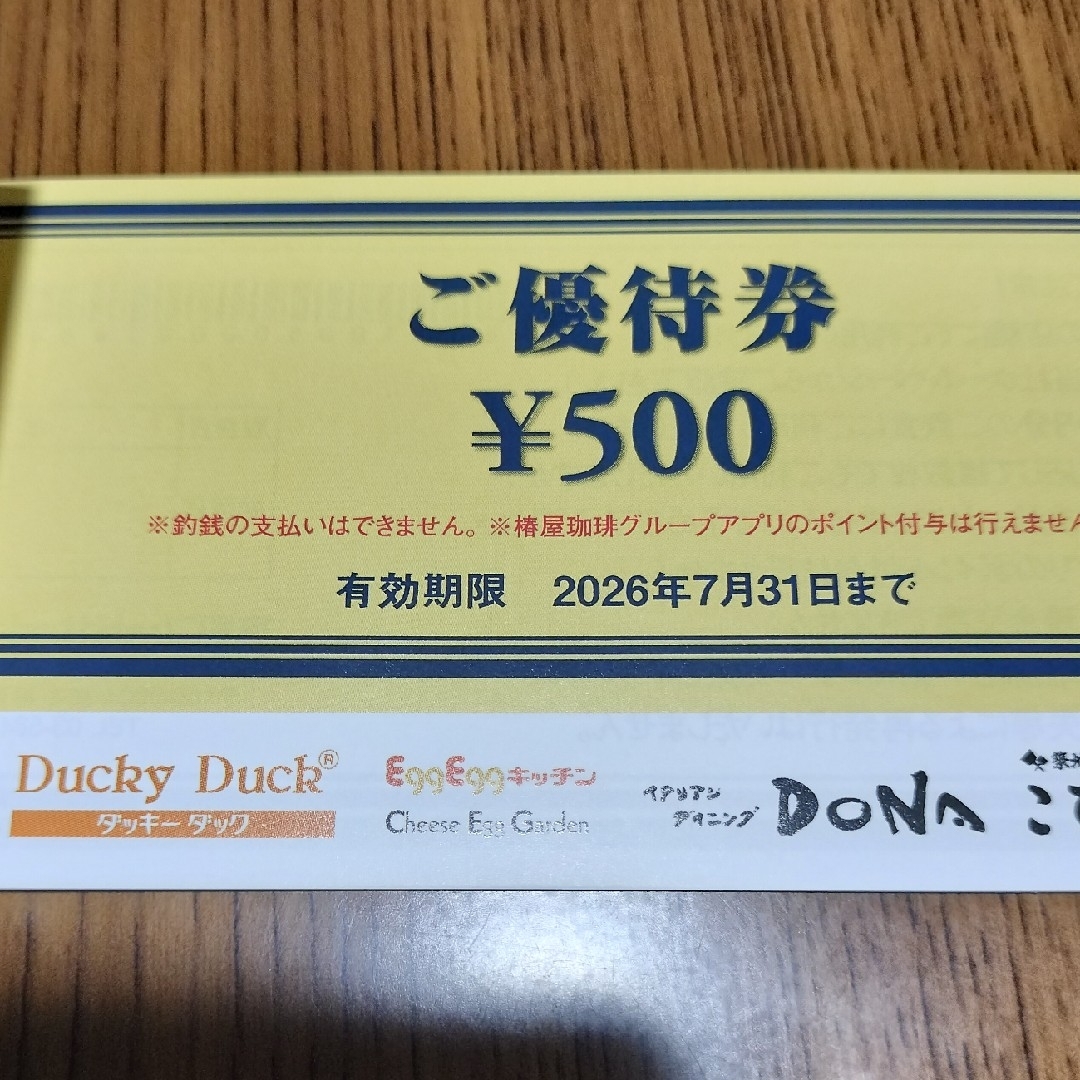 ご優待券
¥500
※釣銭の支払いはできません。※椿屋珈琲グループアプリのポイント付与は行えません
有効期限 2026年7月31日まで
Ducky Duck®
ダッキーダック
EggEggキッチン
Cheese Egg Garden
イタリアン
ダイニング
DONA
こ